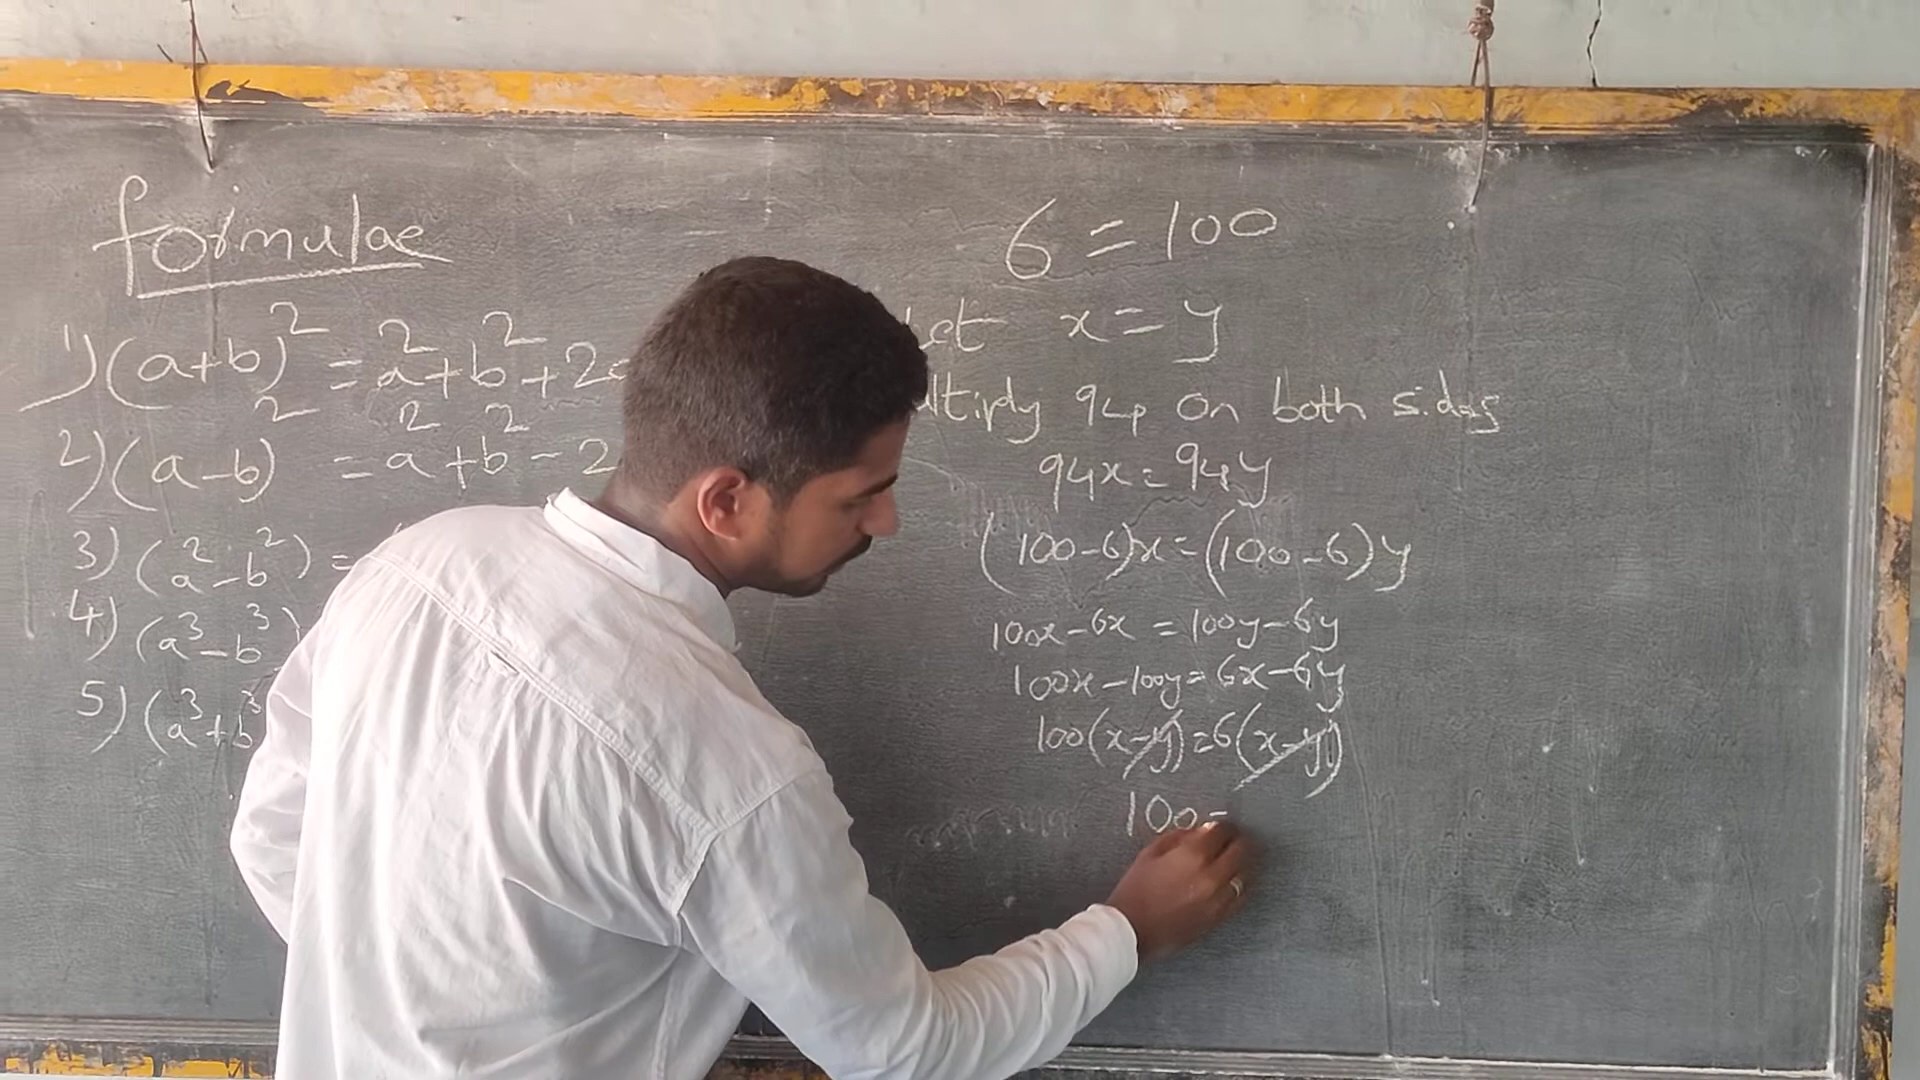 formulae
1) (a+b)² = a²+b²+2
2) (a-b)² = a²+b²-2
3) (a²-b²) =
4) (a³-b³)
5) (a³+b³
6 = 100
Let x = y
ltiply 94 on both sides
94x = 94y
(100-6)x = (100-6)y
100x-6x = 100y-6y
100x-100y = 6x-6y
100(x-y) = 6(x-y)
100=